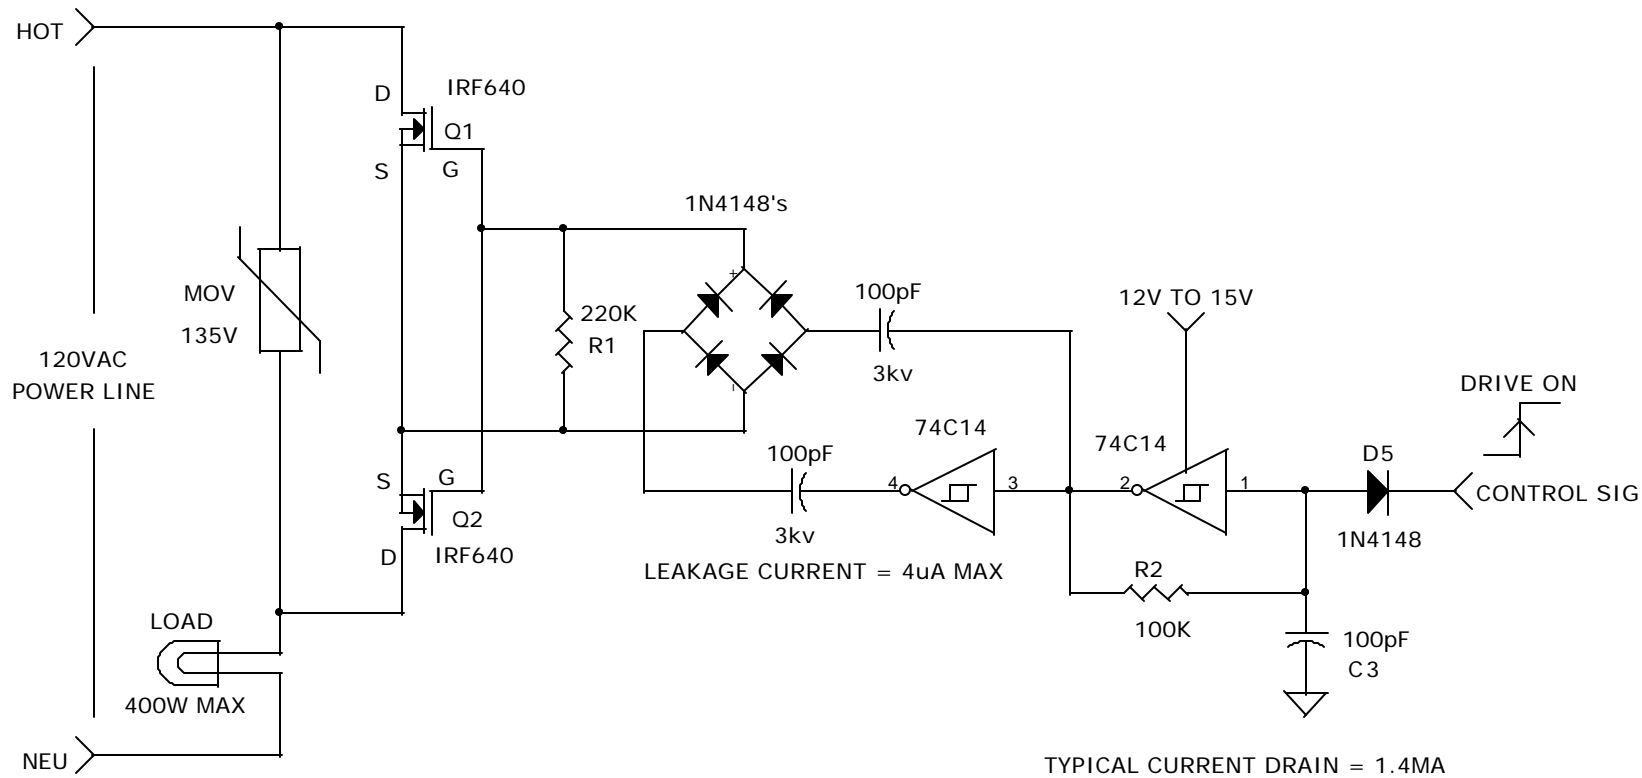 HOT
D
IRF640
Q1
S
G
1N4148's
+
MOV
135V
220K
R1
100pF
3kv
12V TO 15V
120VAC
POWER LINE
-
DRIVE ON
74C14
74C14
D5
100pF
S
G
4
3
2
1
CONTROL SIG
Q2
3kv
1N4148
D
IRF640
LEAKAGE CURRENT = 4uA MAX
R2
100K
LOAD
100pF
C3
400W MAX
NEU
TYPICAL CURRENT DRAIN = 1.4MA